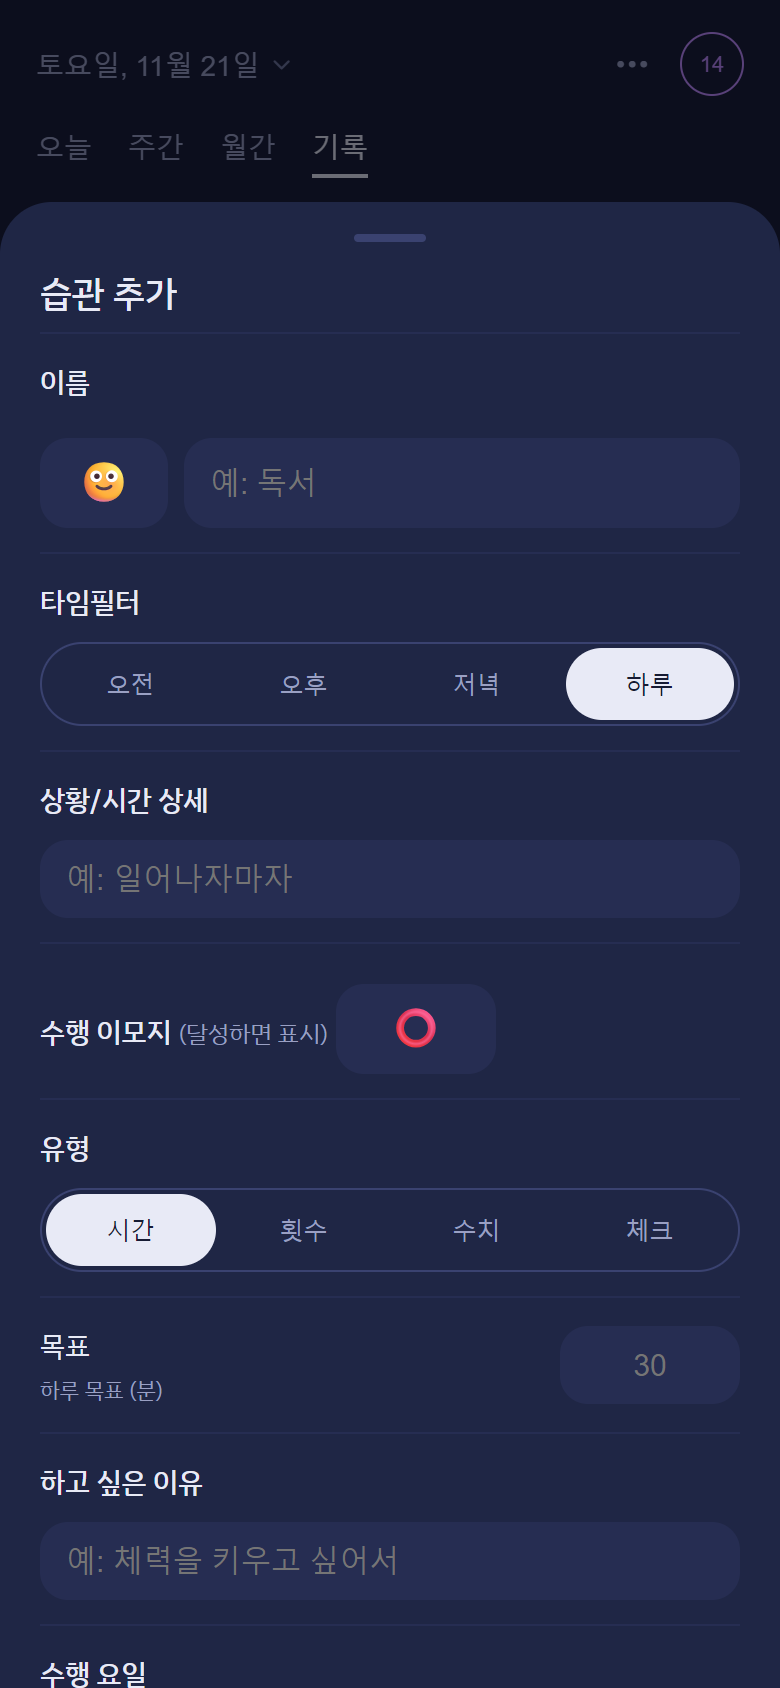 토요일, 11월 21일
14
오늘 주간 월간 기록
습관 추가
이름
예: 독서
타임필터
오전 오후 저녁 하루
상황/시간 상세
예: 일어나자마자
수행 이모지 (달성하면 표시)
유형
시간 횟수 수치 체크
목표
30
하루 목표 (분)
하고 싶은 이유
예: 체력을 키우고 싶어서
수행 요일